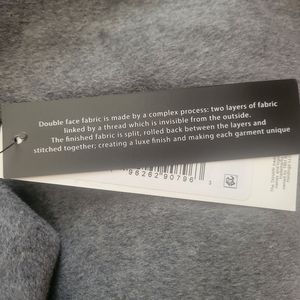 Double face fabric is made by a complex process: two layers of fabric
linked by a thread which is invisible from the outside.
The finished fabric is split, rolled back between the layers and
stitched together; creating a luxe finish and making each garment unique
96262 90796